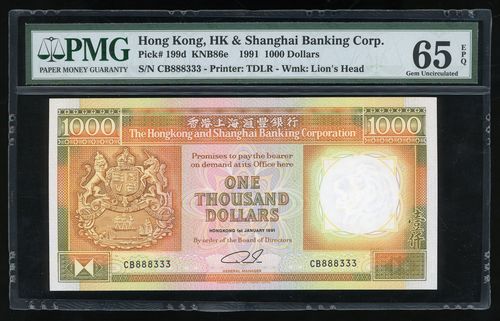 PMG
PAPER MONEY GUARANTY
Hong Kong, HK & Shanghai Banking Corp.
Pick# 199d KNB86e 1991 1000 Dollars
S/N CB888333 - Printer: TDLR - Wmk: Lion's Head
65 EPQ
Gem Uncirculated
1000
香港上海滙豐銀行
1000
The Hongkong and Shanghai Banking Corporation
Promises to pay the bearer
on demand at its Office here
ONE
THOUSAND
DOLLARS
HONGKONG 1st JANUARY 1991
By order of the Board of Directors
CB888333
CB888333
GENERAL MANAGER